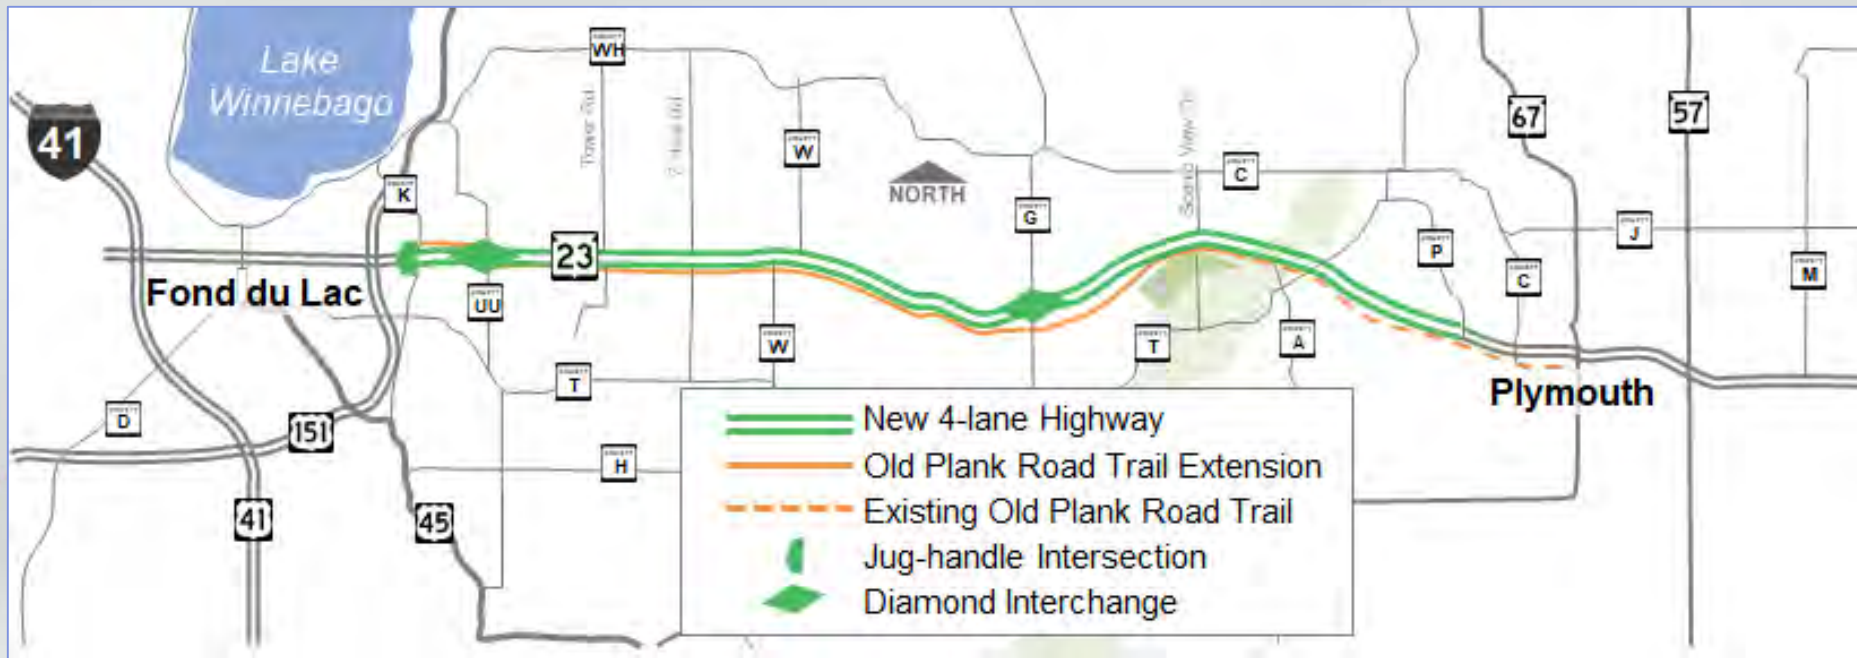 Lake
Winnebago
WH
41
Tower Rd
W
67
57
NORTH
C
K
G
Scenic View Dr
J
23
P
C
M
Fond du Lac
UU
W
T
A
T
Plymouth
D
151
New 4-lane Highway
H
Old Plank Road Trail Extension
41
45
Existing Old Plank Road Trail
Jug-handle Intersection
Diamond Interchange